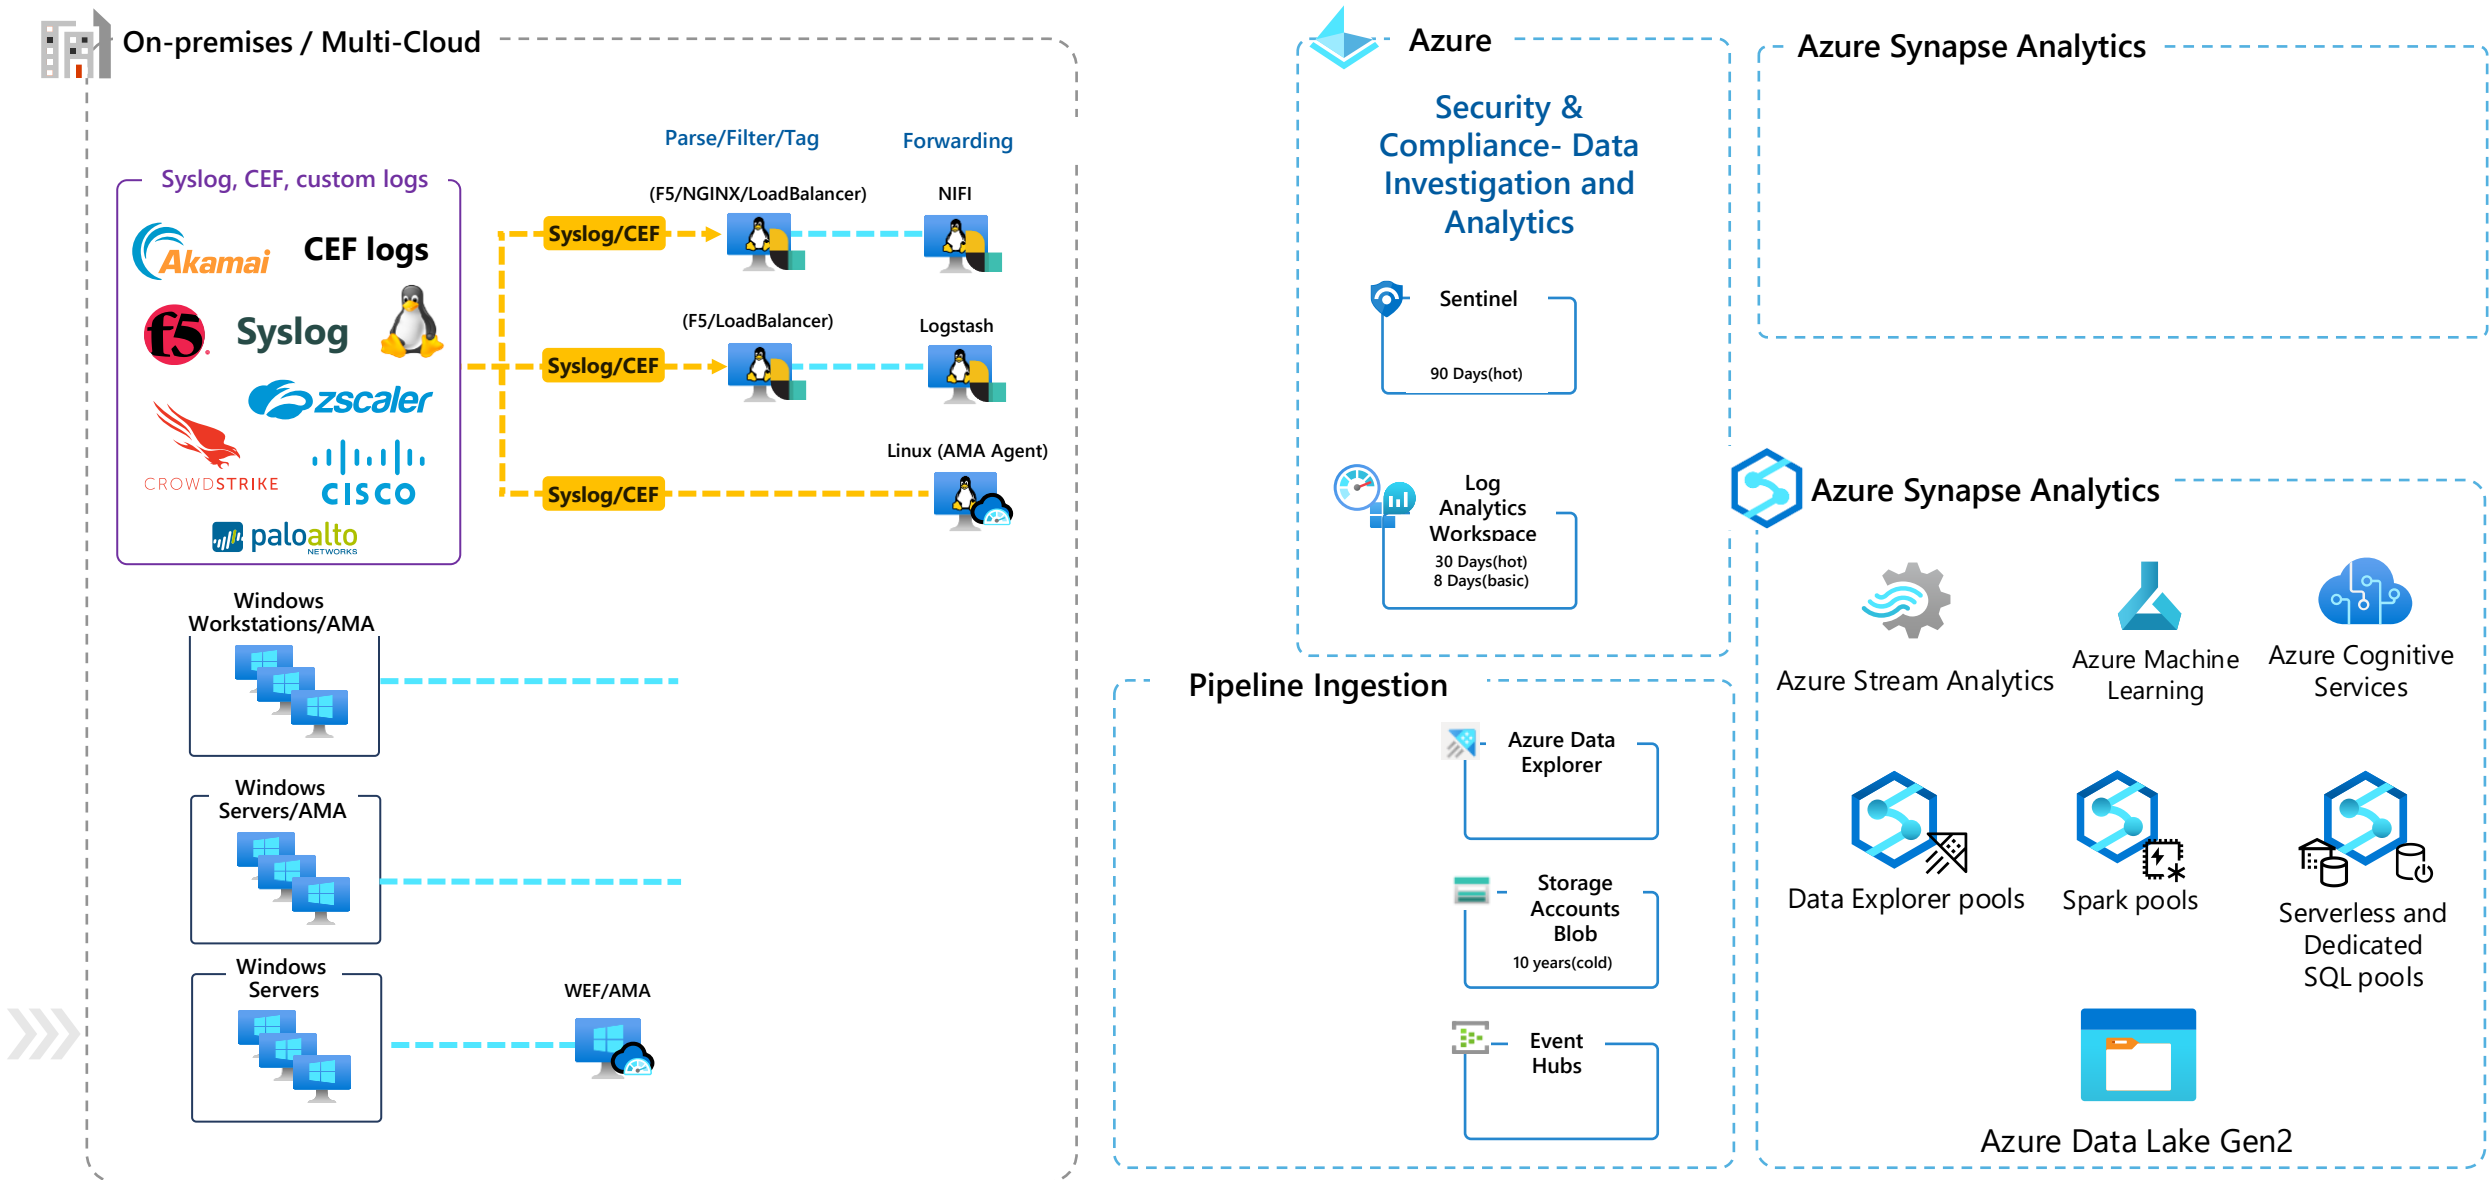 On-premises / Multi-Cloud
Parse/Filter/Tag
Forwarding
Syslog, CEF, custom logs
Akamai
CEF logs
f5
Syslog
zscaler
CROWDSTRIKE
CISCO
paloalto
NETWORKS
(F5/NGINX/LoadBalancer)
NIFI
Syslog/CEF
(F5/LoadBalancer)
Logstash
Syslog/CEF
Linux (AMA Agent)
Syslog/CEF
Windows
Workstations/AMA
Windows
Servers/AMA
Windows
Servers
WEF/AMA
Azure
Security &
Compliance- Data
Investigation and
Analytics
Sentinel
90 Days(hot)
Log
Analytics
Workspace
30 Days(hot)
8 Days(basic)
Pipeline Ingestion
Azure Data
Explorer
Storage
Accounts
Blob
10 years(cold)
Event
Hubs
Azure Synapse Analytics
Azure Synapse Analytics
Azure Stream Analytics
Azure Machine
Learning
Azure Cognitive
Services
Data Explorer pools
Spark pools
Serverless and
Dedicated
SQL pools
Azure Data Lake Gen2